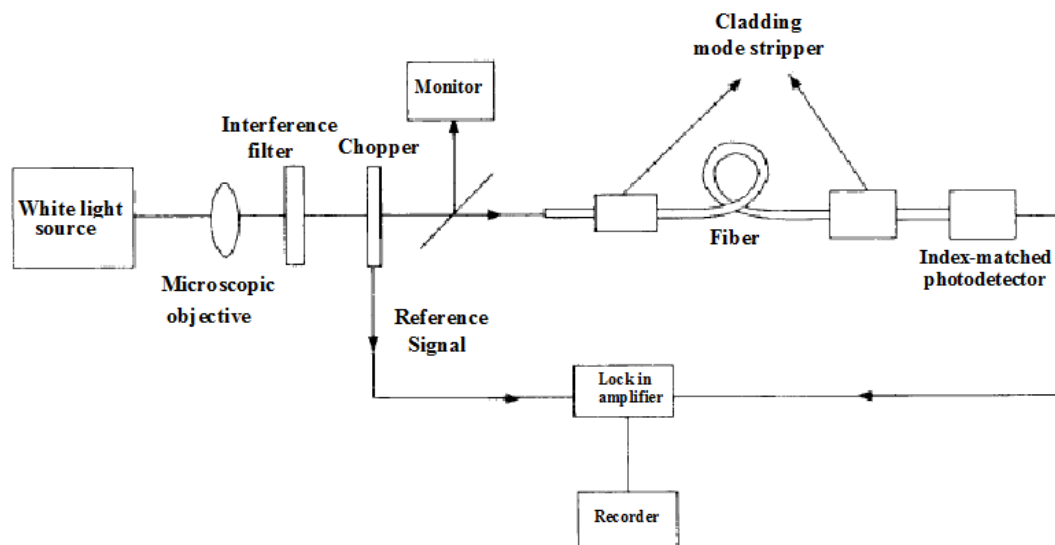 Cladding
mode stripper
Monitor
Interference
filter
Chopper
White light
source
Fiber
Index-matched
photodetector
Microscopic
objective
Reference
Signal
Lock in
amplifier
Recorder